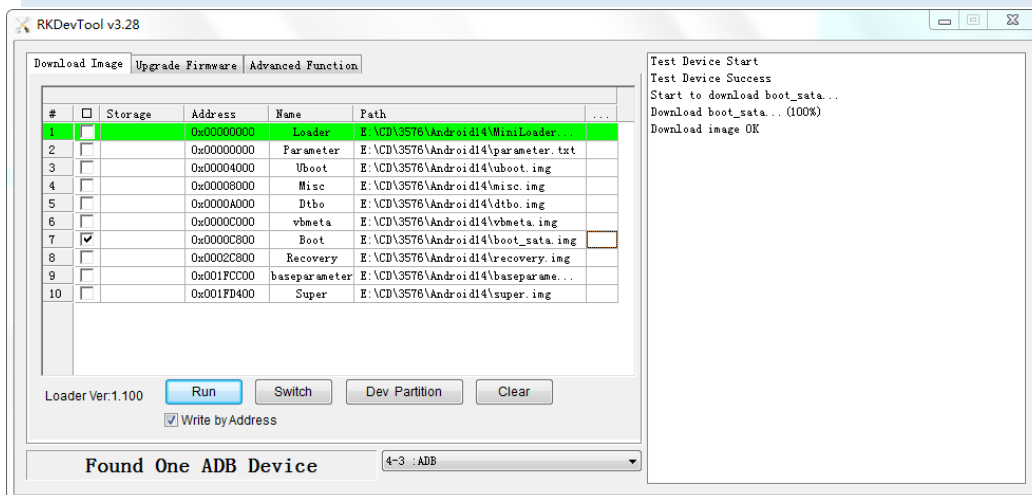 RKDevTool v3.28
Download Image Upgrade Firmware Advanced Function
# Storage Address Name Path ...
1 0x00000000 Loader E:\CD\3576\Android14\MiniLoader...
2 0x00000000 Parameter E:\CD\3576\Android14\parameter.txt
3 0x00004000 Uboot E:\CD\3576\Android14\uboot.img
4 0x00008000 Misc E:\CD\3576\Android14\misc.img
5 0x0000A000 Dtbo E:\CD\3576\Android14\dtbo.img
6 0x0000C000 vbmeta E:\CD\3576\Android14\vbmeta.img
7 0x0000C800 Boot E:\CD\3576\Android14\boot_sata.img
8 0x0002C800 Recovery E:\CD\3576\Android14\recovery.img
9 0x001FCC00 baseparameter E:\CD\3576\Android14\baseparame...
10 0x001FD400 Super E:\CD\3576\Android14\super.img
Loader Ver:1.100 Run Switch Dev Partition Clear
Write by Address
Found One ADB Device 4-3 :ADB
Test Device Start
Test Device Success
Start to download boot_sata...
Download boot_sata...(100%)
Download image OK